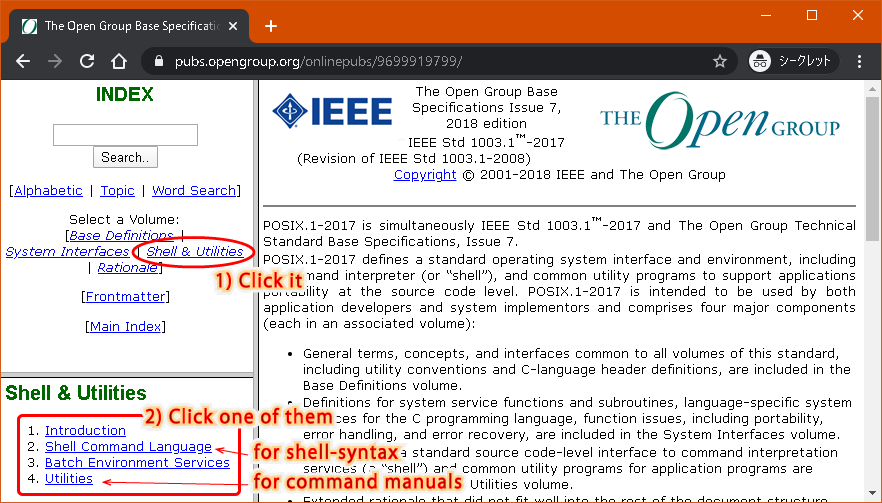 The Open Group Base Specificatio
pubs.opengroup.org/onlinepubs/9699919799/
シークレット
INDEX
Search..
[Alphabetic | Topic | Word Search]
Select a Volume:
[Base Definitions |
System Interfaces | Shell & Utilities
| Rationale]
1) Click it
[Frontmatter]
[Main Index]
Shell & Utilities
2) Click one of them
1. Introduction
2. Shell Command Language
for shell-syntax
3. Batch Environment Services
4. Utilities
for command manuals
IEEE
The Open Group Base
Specifications Issue 7,
2018 edition
IEEE Std 1003.1™-2017
(Revision of IEEE Std 1003.1-2008)
Copyright © 2001-2018 IEEE and The Open Group
THE Open GROUP
POSIX.1-2017 is simultaneously IEEE Std 1003.1™-2017 and The Open Group Technical
Standard Base Specifications, Issue 7.
POSIX.1-2017 defines a standard operating system interface and environment, including
mmand interpreter (or “shell”), and common utility programs to support applications
portability at the source code level. POSIX.1-2017 is intended to be used by both
application developers and system implementors and comprises four major components
(each in an associated volume):
• General terms, concepts, and interfaces common to all volumes of this standard,
including utility conventions and C-language header definitions, are included in the
Base Definitions volume.
• Definitions for system service functions and subroutines, language-specific system
services for the C programming language, function issues, including portability,
error handling, and error recovery, are included in the System Interfaces volume.
a standard source code-level interface to command interpretation
services (a “shell”) and common utility programs for application programs are
Utilities volume.
• Extended rationale that did not fit well into the rest of the document structure